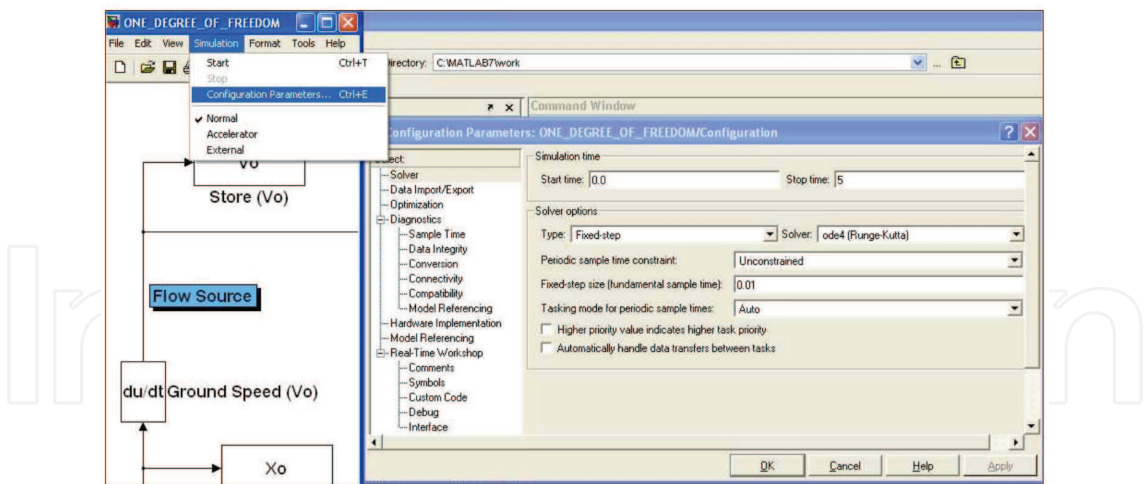 ONE_DEGREE_OF_FREEDOM
File Edit View Simulation Format Tools Help
Start Ctrl+T
Stop
Configuration Parameters... Ctrl+E
Normal
Accelerator
External
Directory: C:\MATLAB7\work
...
Command Window
Configuration Parameters: ONE_DEGREE_OF_FREEDOM/Configuration
Vo
Store (Vo)
Flow Source
du/dt Ground Speed (Vo)
Xo
Solver
Data Import/Export
Optimization
Diagnostics
Sample Time
Data Integrity
Conversion
Connectivity
Compatibility
Model Referencing
Hardware Implementation
Model Referencing
Real-Time Workshop
Comments
Symbols
Custom Code
Debug
Interface
Simulation time
Start time: 0.0 Stop time: 5
Solver options
Type: Fixed-step Solver: ode4 (Runge-Kutta)
Periodic sample time constraint: Unconstrained
Fixed-step size (fundamental sample time): 0.01
Tasking mode for periodic sample times: Auto
Higher priority value indicates higher task priority
Automatically handle data transfers between tasks
OK Cancel Help Apply